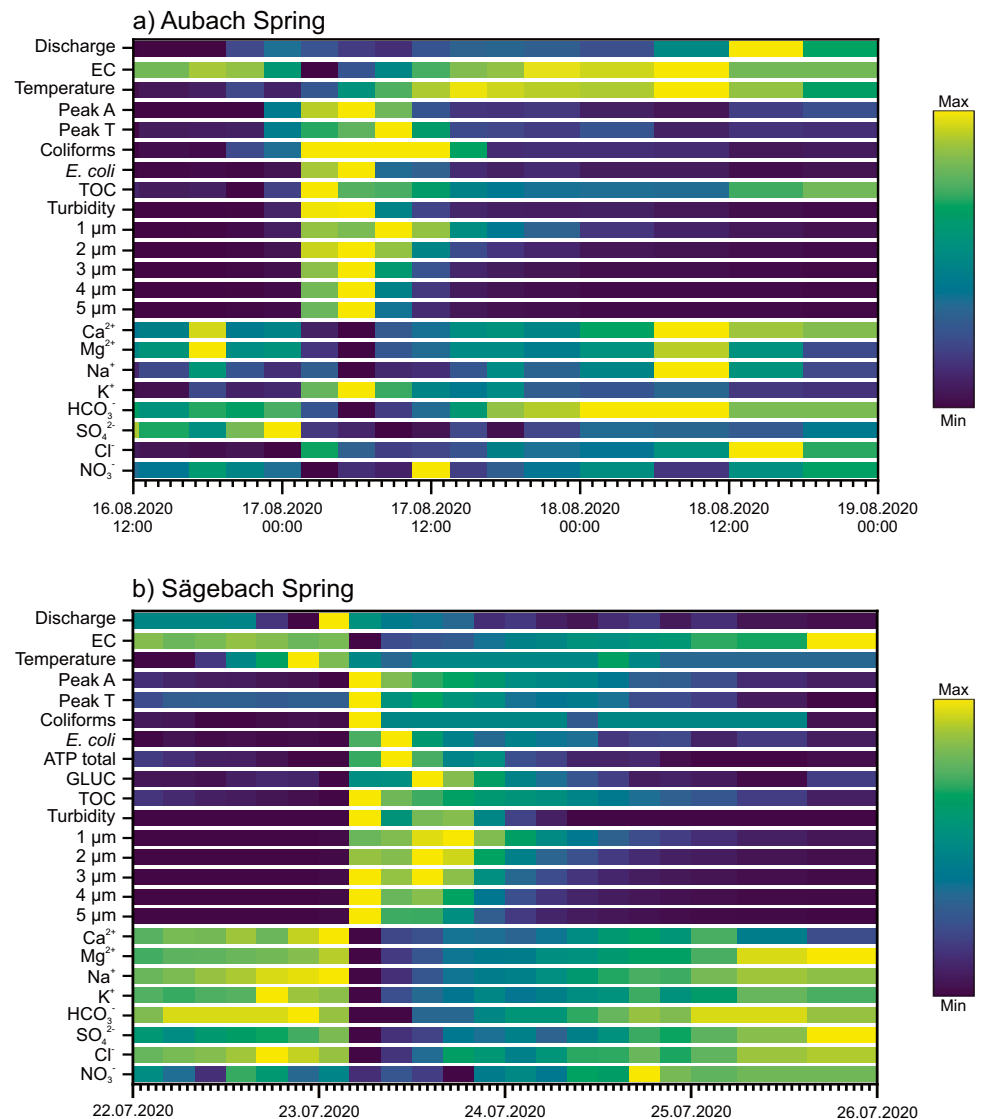 a) Aubach Spring
Discharge
EC
Temperature
Peak A
Peak T
Coliforms
E. coli
TOC
Turbidity
1 µm
2 µm
3 µm
4 µm
5 µm
Ca²⁺
Mg²⁺
Na⁺
K⁺
HCO₃⁻
SO₄²⁻
Cl⁻
NO₃⁻
Max
Min
16.08.2020 17.08.2020 17.08.2020 18.08.2020 18.08.2020 19.08.2020
12:00 00:00 12:00 00:00 12:00 00:00
b) Sägebach Spring
Discharge
EC
Temperature
Peak A
Peak T
Coliforms
E. coli
ATP total
GLUC
TOC
Turbidity
1 µm
2 µm
3 µm
4 µm
5 µm
Ca²⁺
Mg²⁺
Na⁺
K⁺
HCO₃⁻
SO₄²⁻
Cl⁻
NO₃⁻
Max
Min
22.07.2020 23.07.2020 24.07.2020 25.07.2020 26.07.2020